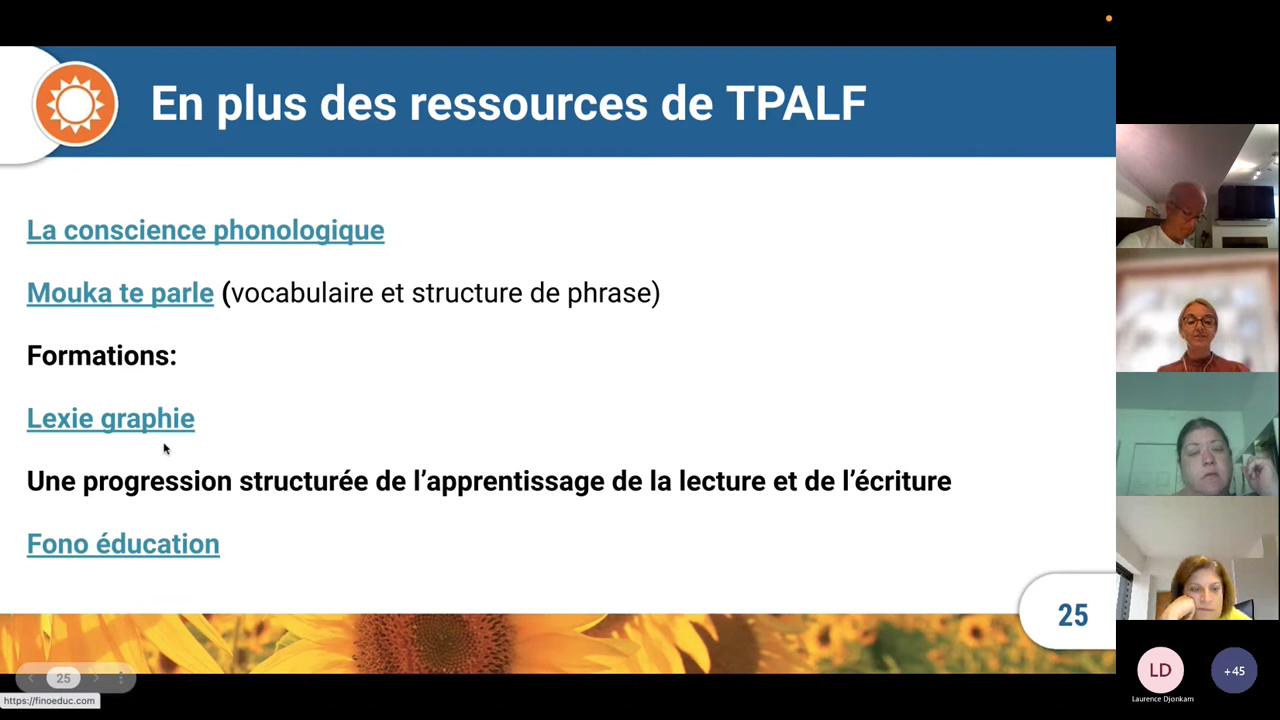 En plus des ressources de TPALF
La conscience phonologique
Mouka te parle (vocabulaire et structure de phrase)
Formations:
Lexie graphie
Une progression structurée de l’apprentissage de la lecture et de l’écriture
Fono éducation
25
25
https://finoeduc.com
LD
+45
Laurence Djonkam